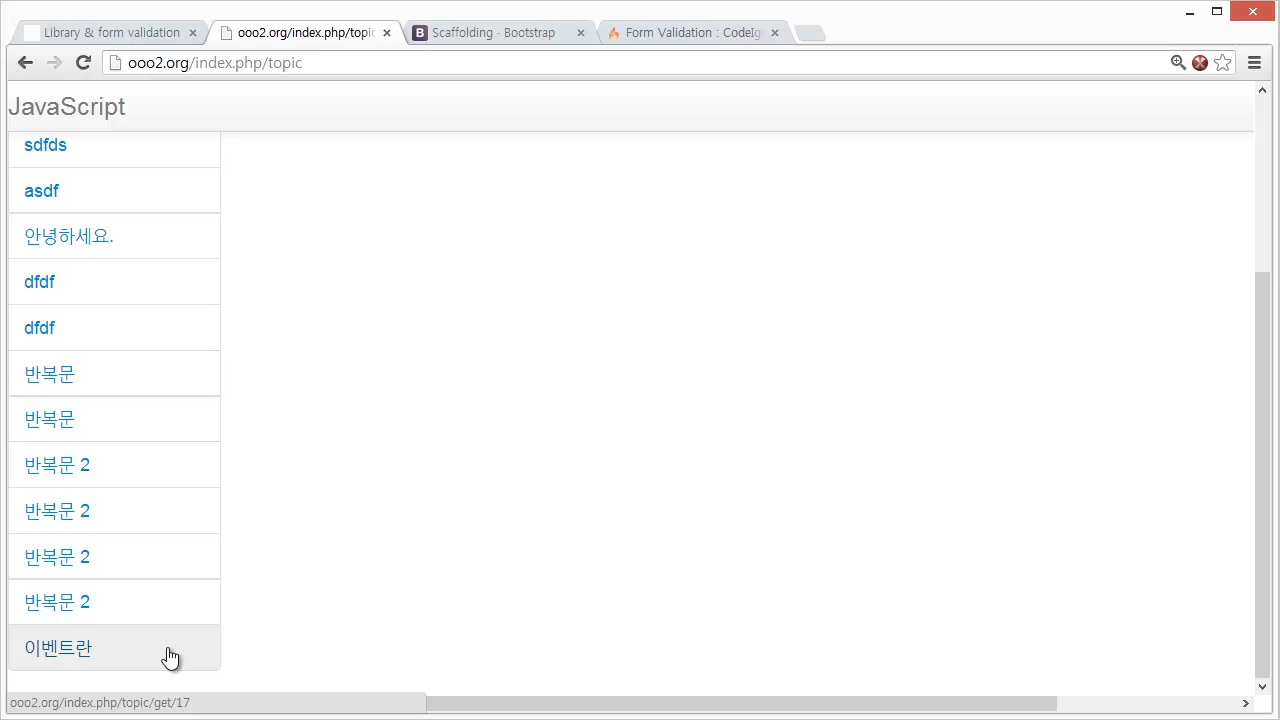 Library & form validation
ooo2.org/index.php/topic
Scaffolding · Bootstrap
Form Validation : CodeIg
ooo2.org/index.php/topic
JavaScript
sdfds
asdf
안녕하세요.
dfdf
dfdf
반복문
반복문
반복문 2
반복문 2
반복문 2
반복문 2
이벤트란
ooo2.org/index.php/topic/get/17